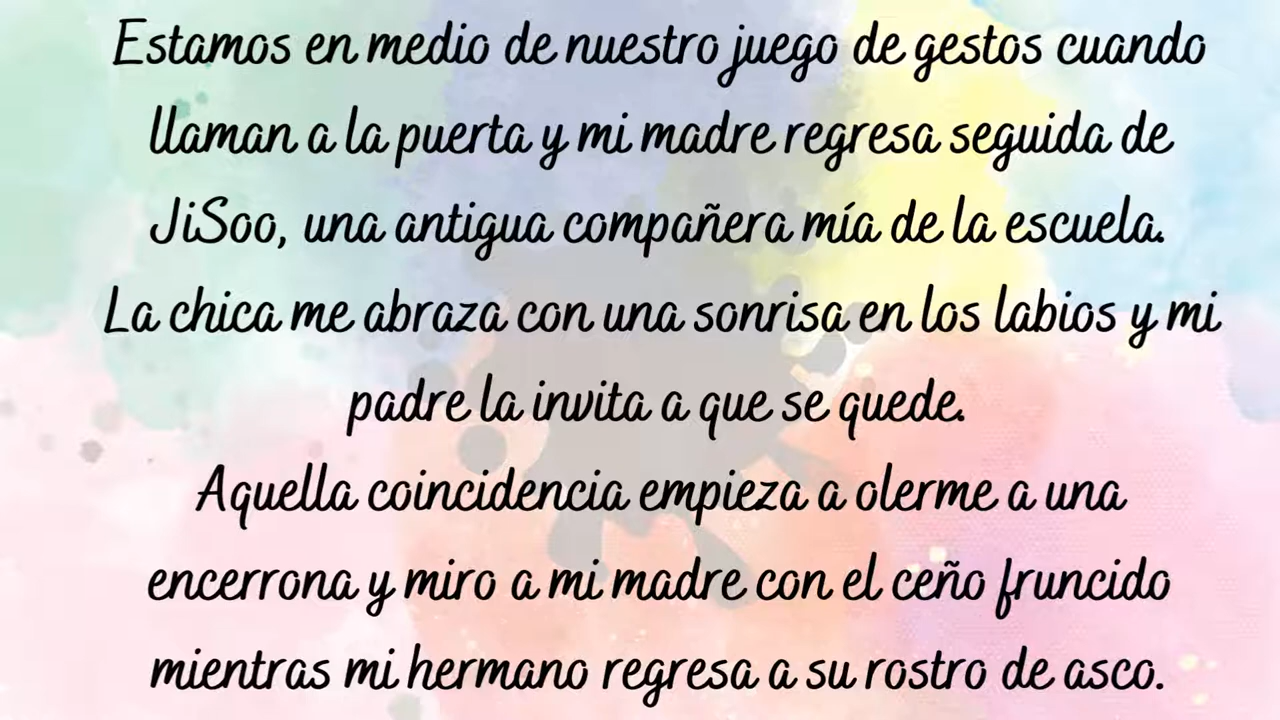 Estamos en medio de nuestro juego de gestos cuando
llaman a la puerta y mi madre regresa seguida de
JiSoo, una antigua compañera mía de la escuela.
La chica me abraza con una sonrisa en los labios y mi
padre la invita a que se quede.
Aquella coincidencia empieza a olerme a una
encerrona y miro a mi madre con el ceño fruncido
mientras mi hermano regresa a su rostro de asco.